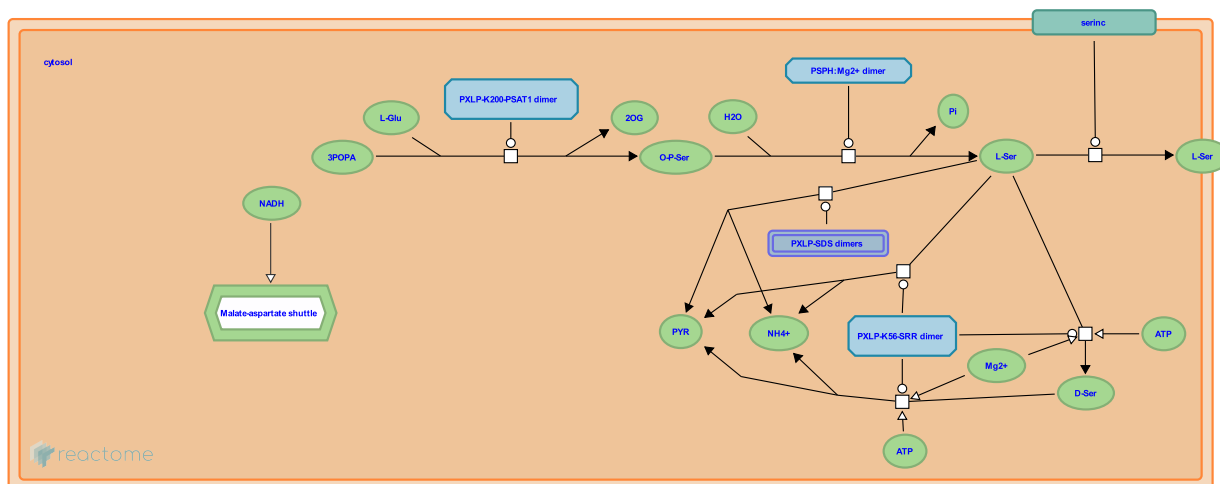 serinc
cytosol
PSPH:Mg2+ dimer
PXLP-K200-PSAT1 dimer
L-Glu
2OG
H2O
Pi
3POPA
O-P-Ser
L-Ser
L-Ser
NADH
PXLP-SDS dimers
Malate-aspartate shuttle
PYR
NH4+
PXLP-K56-SRR dimer
ATP
Mg2+
D-Ser
ATP
reactome